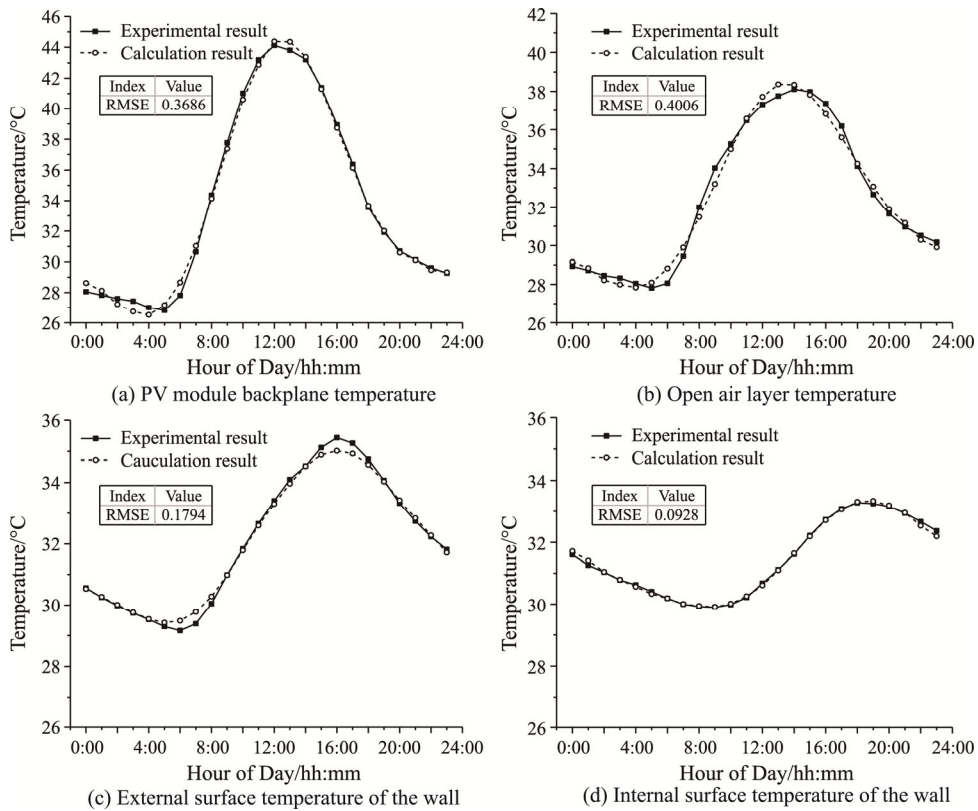 46
44
42
40
38
36
34
32
30
28
26
Temperature/°C
Experimental result
Calculation result
Index Value
RMSE 0.3686
0:00 4:00 8:00 12:00 16:00 20:00 24:00
Hour of Day/hh:mm
(a) PV module backplane temperature
42
40
38
36
34
32
30
28
26
Temperature/°C
Experimental result
Calculation result
Index Value
RMSE 0.4006
0:00 4:00 8:00 12:00 16:00 20:00 24:00
Hour of Day/hh:mm
(b) Open air layer temperature
36
34
32
30
28
26
Temperature/°C
Experimental result
Cauculation result
Index Value
RMSE 0.1794
0:00 4:00 8:00 12:00 16:00 20:00 24:00
Hour of Day/hh:mm
(c) External surface temperature of the wall
36
34
32
30
28
26
Temperature/°C
Experimental result
Calculation result
Index Value
RMSE 0.0928
0:00 4:00 8:00 12:00 16:00 20:00 24:00
Hour of Day/hh:mm
(d) Internal surface temperature of the wall